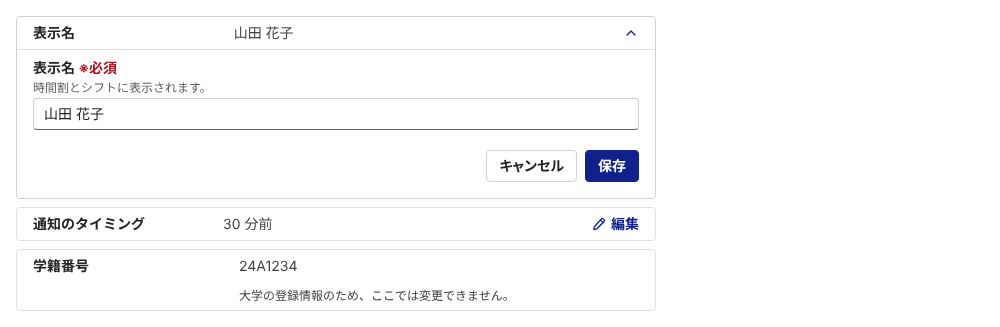 表示名 山田 花子
表示名 ※必須
時間割とシフトに表示されます。
山田 花子
キャンセル 保存
通知のタイミング 30 分前 編集
学籍番号 24A1234
大学の登録情報のため、ここでは変更できません。